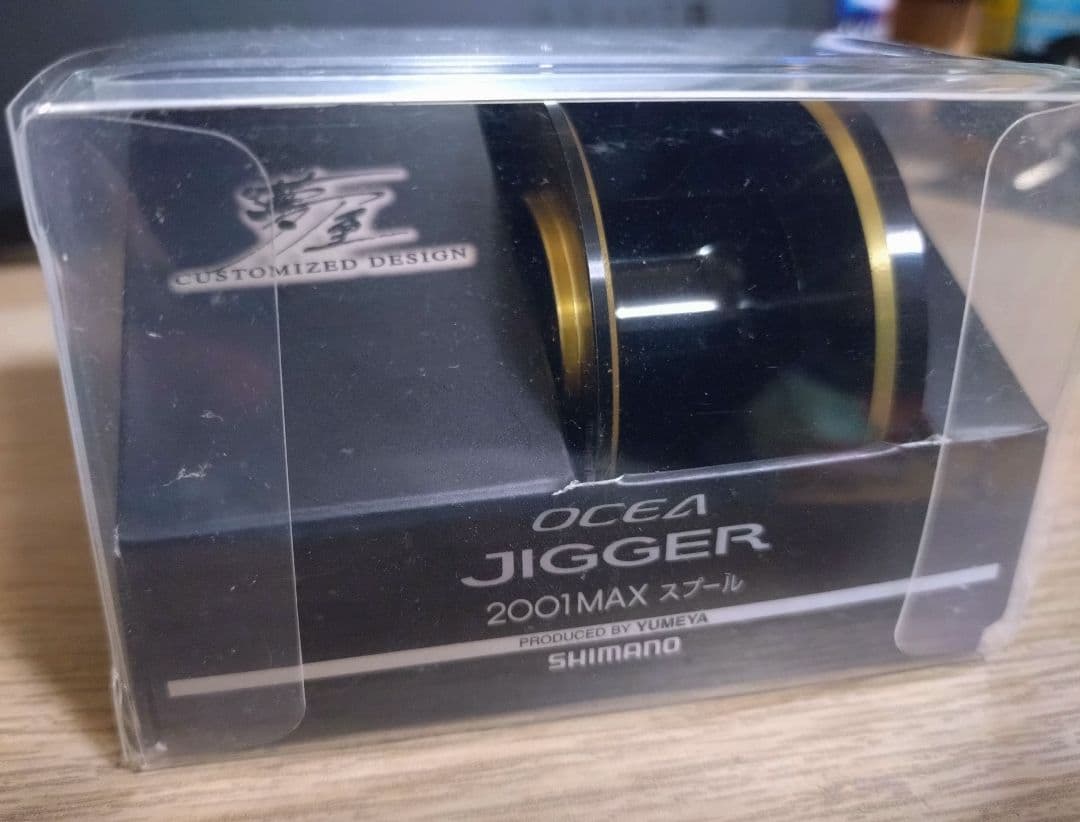 夢屋
CUSTOMIZED DESIGN
OCEA
JIGGER
2001MAX スプール
PRODUCED BY YUMEYA
SHIMANO